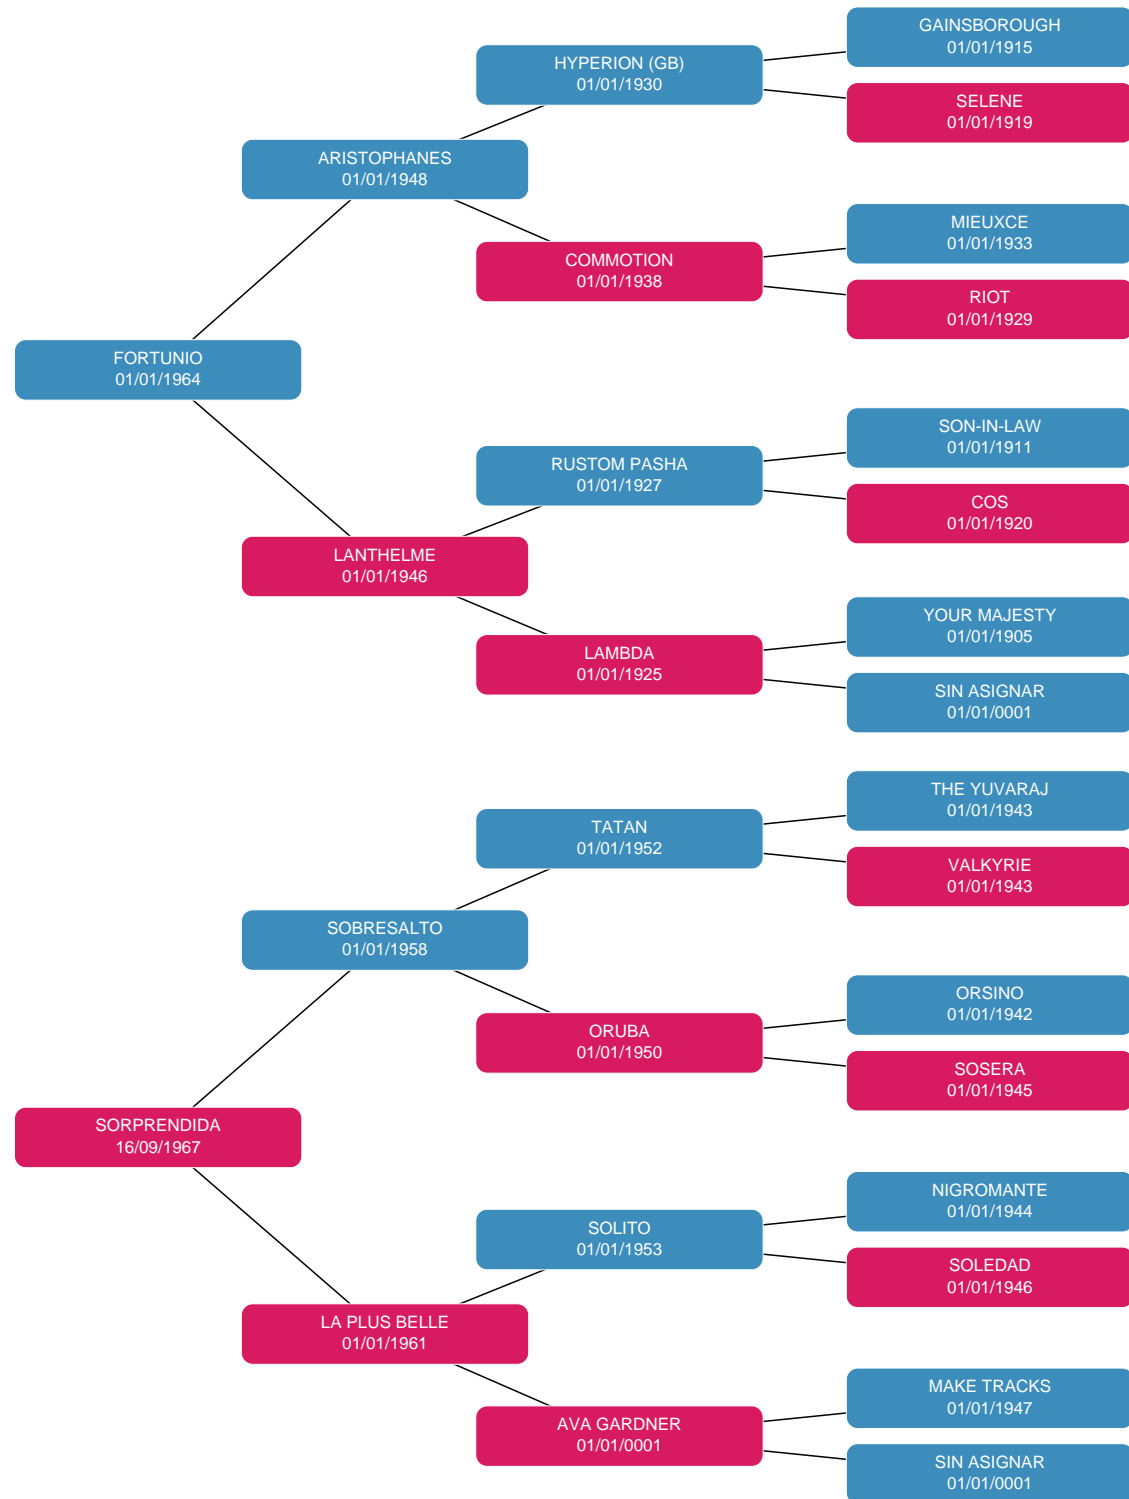 GAINSBOROUGH
01/01/1915
HYPERION (GB)
01/01/1930
SELENE
01/01/1919
ARISTOPHANES
01/01/1948
MIEUXCE
01/01/1933
COMMOTION
01/01/1938
RIOT
01/01/1929
FORTUNIO
01/01/1964
SON-IN-LAW
01/01/1911
RUSTOM PASHA
01/01/1927
COS
01/01/1920
LANTHELME
01/01/1946
YOUR MAJESTY
01/01/1905
LAMBDA
01/01/1925
SIN ASIGNAR
01/01/0001
THE YUVARAJ
01/01/1943
TATAN
01/01/1952
VALKYRIE
01/01/1943
SOBRESALTO
01/01/1958
ORSINO
01/01/1942
ORUBA
01/01/1950
SOSERA
01/01/1945
SORPRENDIDA
16/09/1967
NIGROMANTE
01/01/1944
SOLITO
01/01/1953
SOLEDAD
01/01/1946
LA PLUS BELLE
01/01/1961
MAKE TRACKS
01/01/1947
AVA GARDNER
01/01/0001
SIN ASIGNAR
01/01/0001